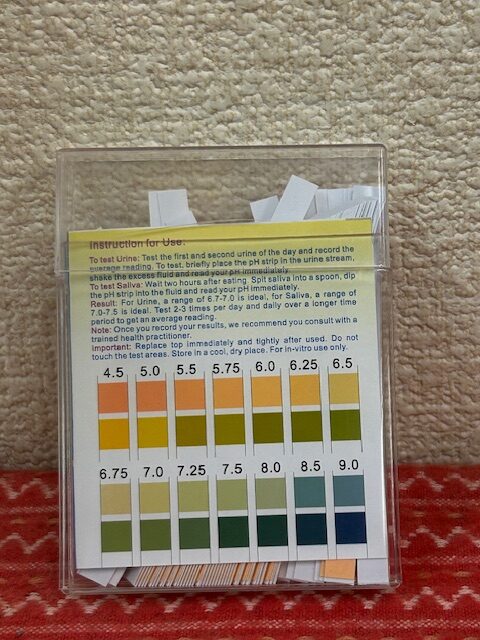 Instruction for Use:
To test Urine: Test the first and second urine of the day and record the
average reading. To test, briefly place the pH strip in the urine stream,
shake the excess fluid and read your pH immediately.
To test Saliva: Wait two hours after eating. Spit saliva into a spoon, dip
the pH strip into the fluid and read your pH immediately.
Result: For Urine, a range of 6.7-7.0 is ideal, for Saliva, a range of
7.0-7.5 is ideal. Test 2-3 times per day and daily over a longer time
period to get an average reading.
Note: Once you record your results, we recommend you consult with a
trained health practitioner.
Important: Replace top immediately and tightly after used. Do not
touch the test areas. Store in a cool, dry place. For in-vitro use only.
4.5 5.0 5.5 5.75 6.0 6.25 6.5
6.75 7.0 7.25 7.5 8.0 8.5 9.0